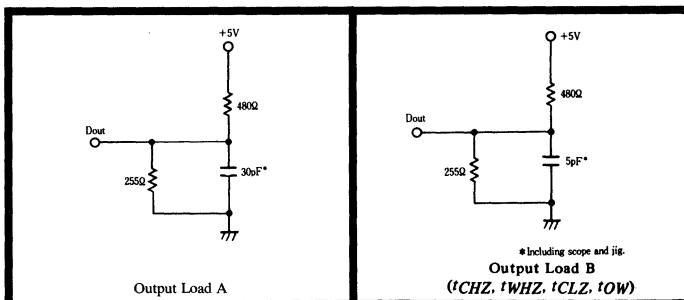 +5V
480Ω
Dout
255Ω
30pF*
Output Load A
+5V
480Ω
Dout
255Ω
5pF*
*Including scope and jig.
Output Load B
(tCHZ, tWHZ, tCLZ, tOW)